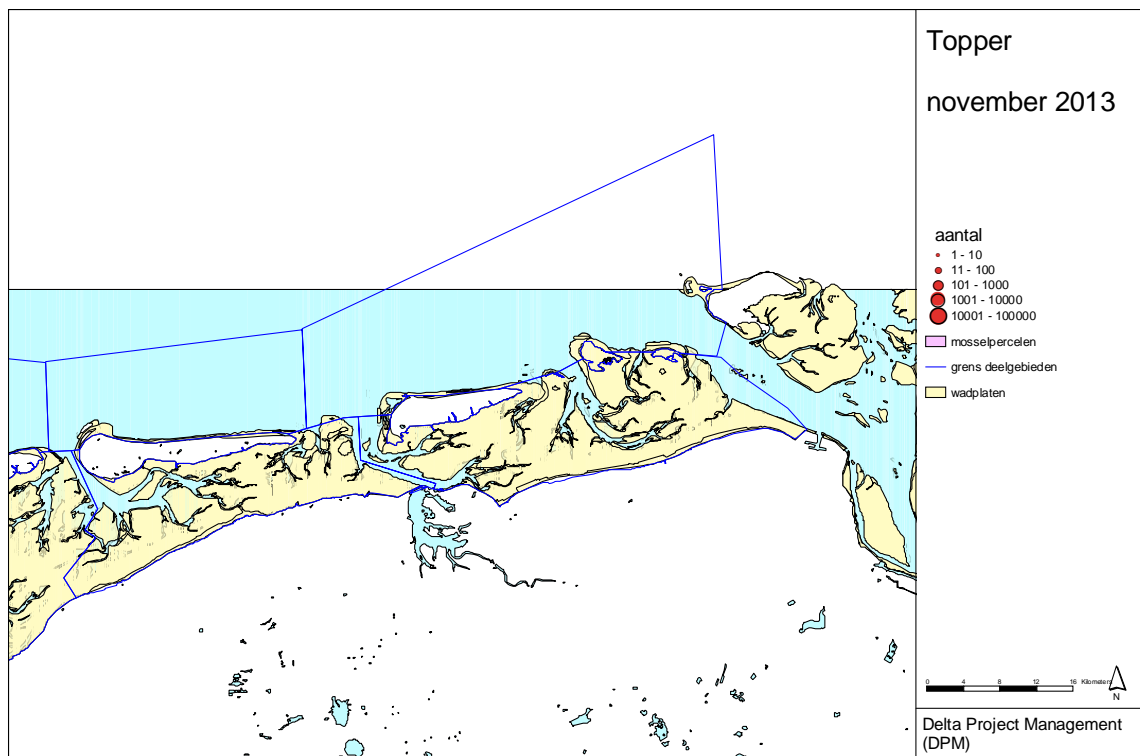 Topper
november 2013
aantal
1 - 10
11 - 100
101 - 1000
1001 - 10000
10001 - 100000
mosselpercelen
grens deelgebieden
wadplaten
0 4 8 12 16 Kilometers
N
Delta Project Management
(DPM)